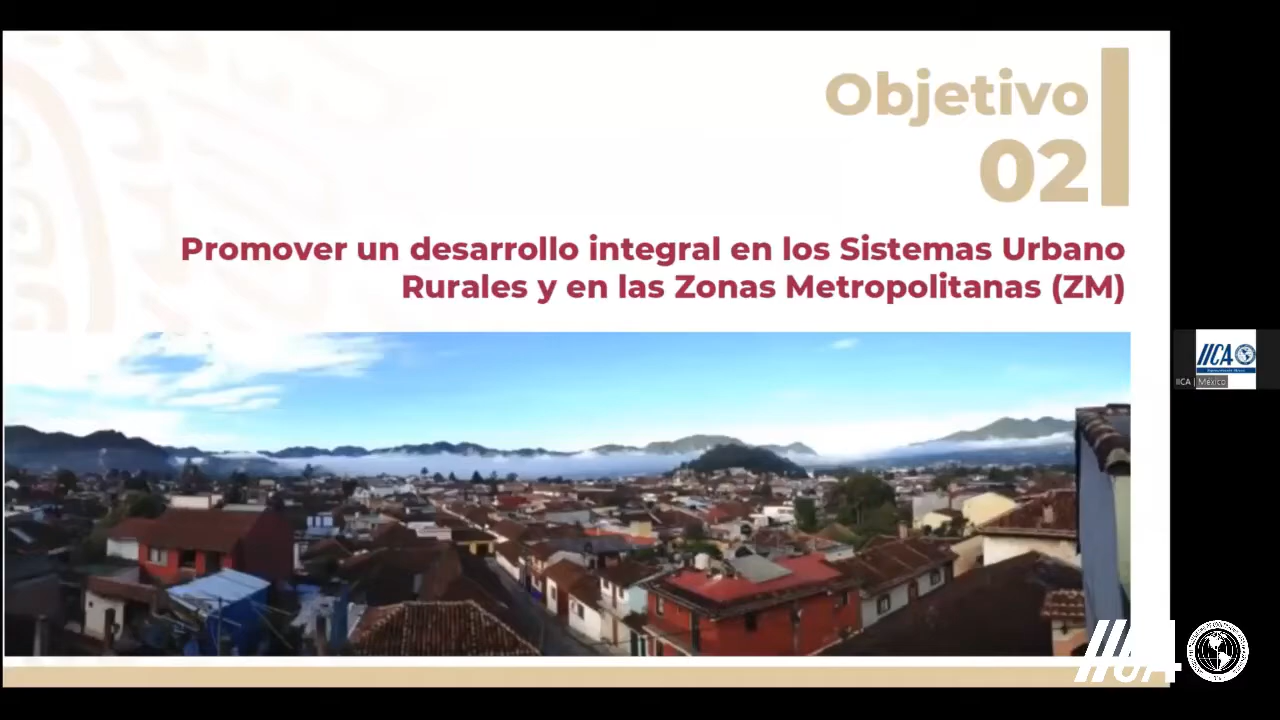 Objetivo
02
Promover un desarrollo integral en los Sistemas Urbano
Rurales y en las Zonas Metropolitanas (ZM)
IICA
IICA | México
IICA